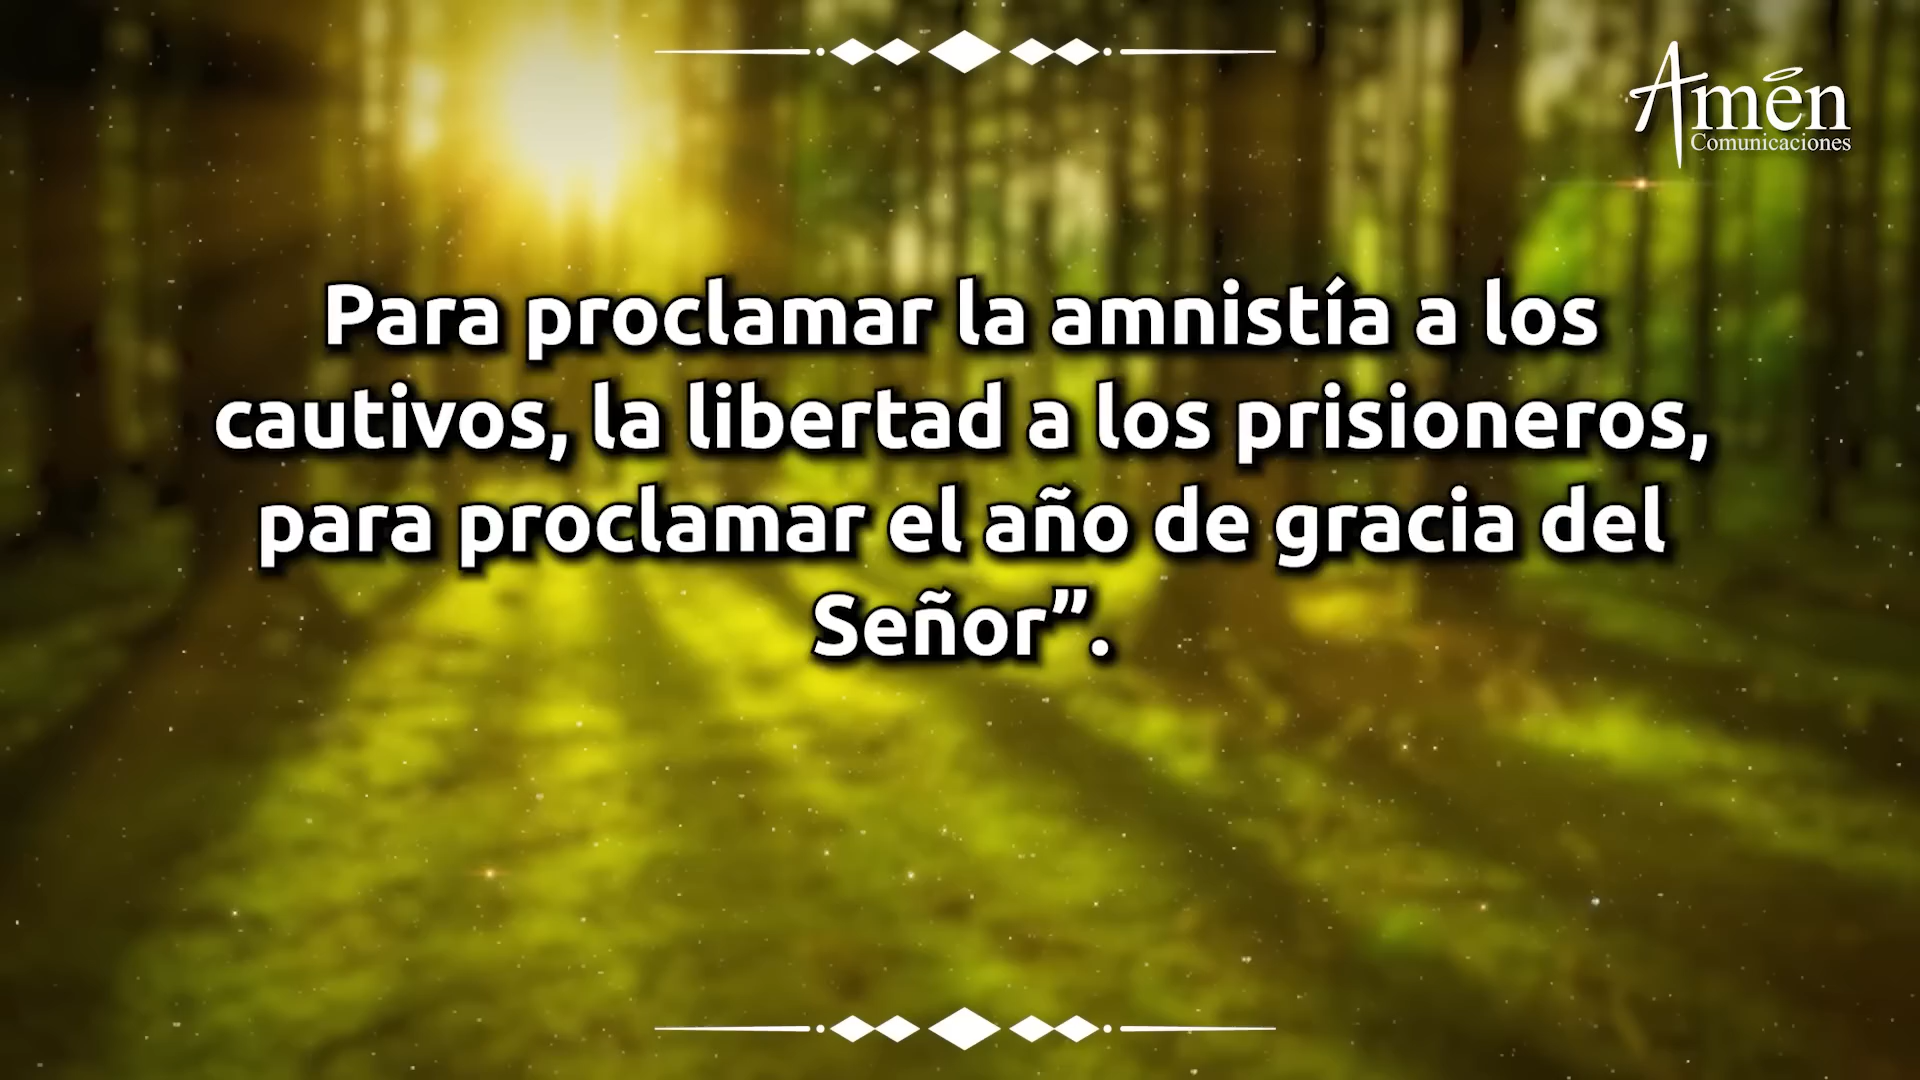 Amén
Comunicaciones
Para proclamar la amnistía a los
cautivos, la libertad a los prisioneros,
para proclamar el año de gracia del
Señor”.